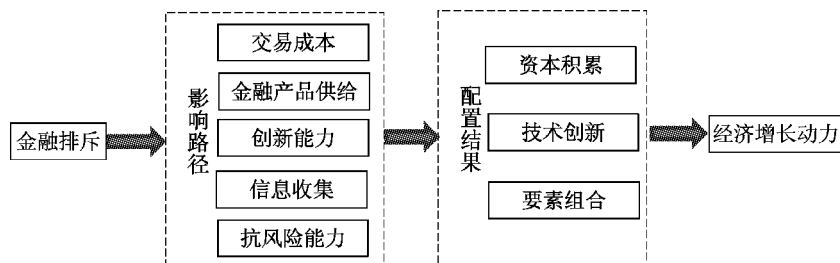 金融排斥
影响路径
交易成本
金融产品供给
创新能力
信息收集
抗风险能力
配置结果
资本积累
技术创新
要素组合
经济增长动力